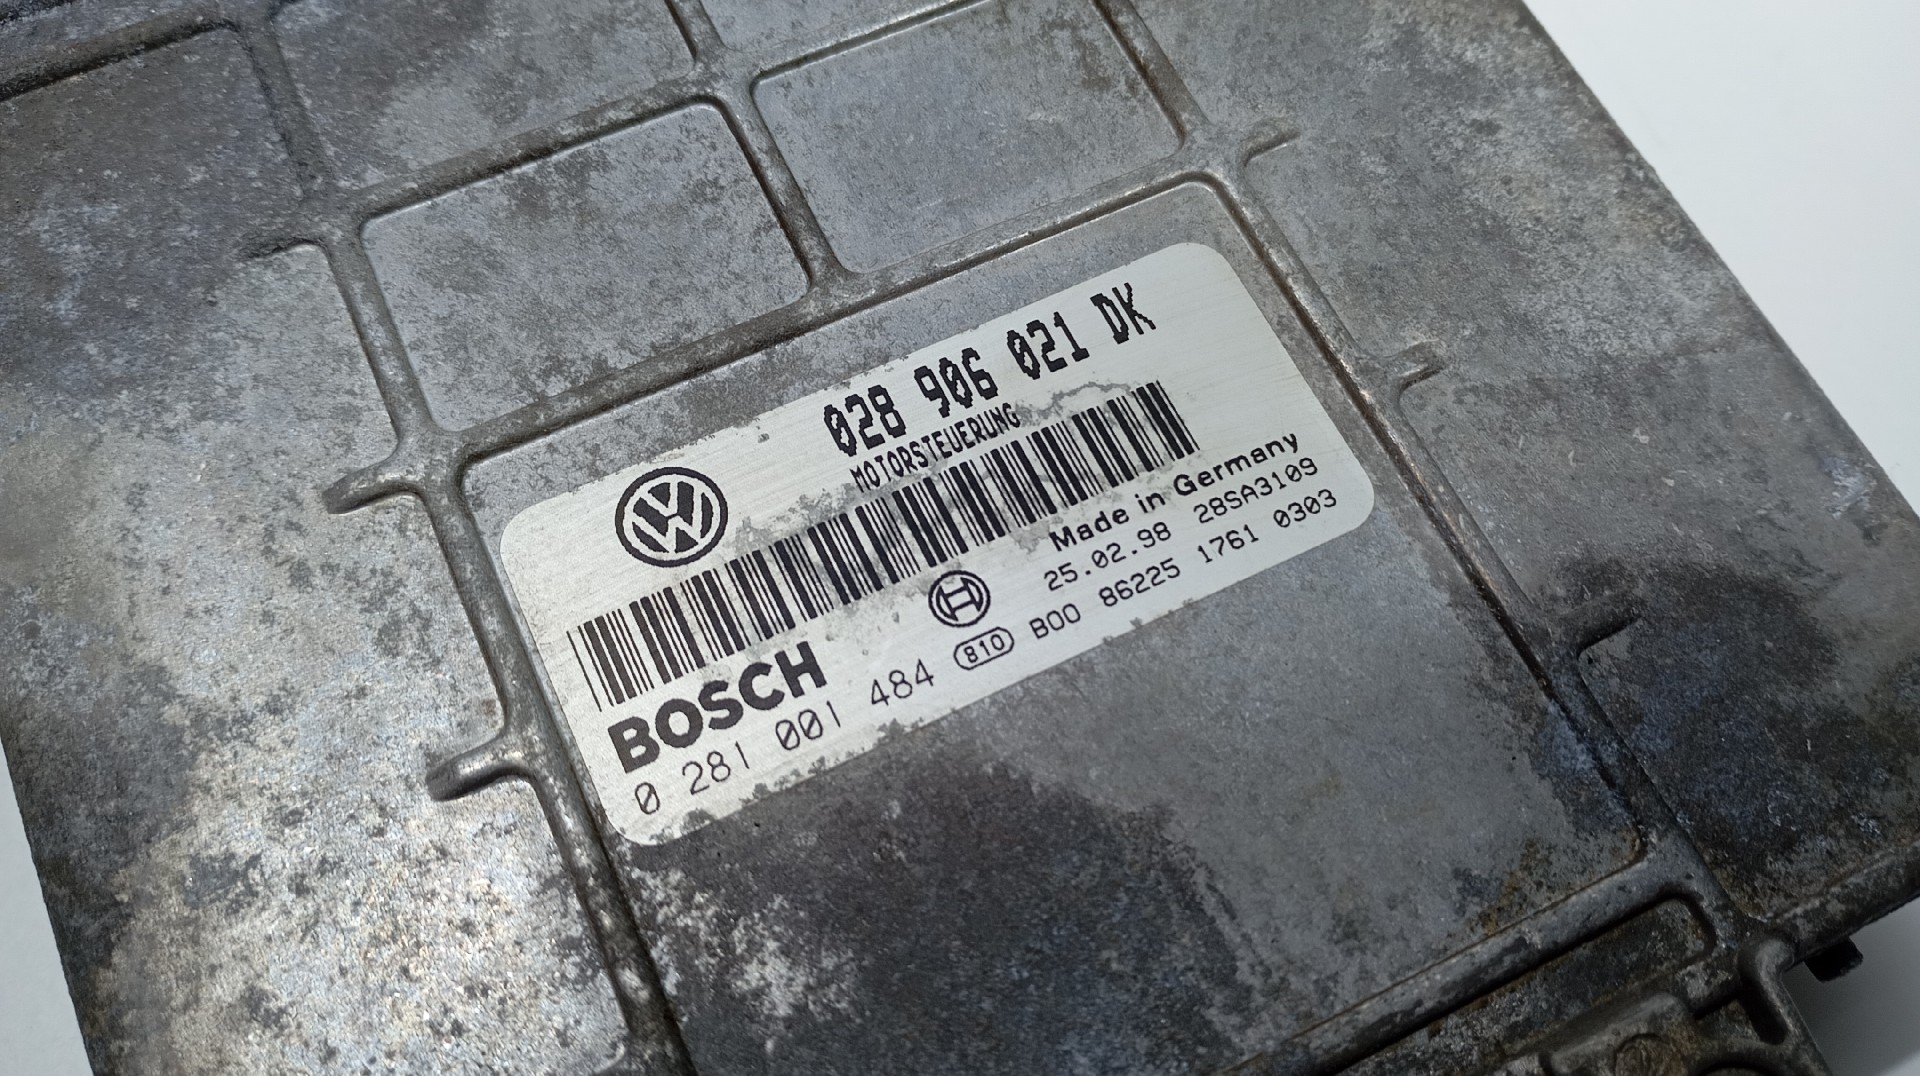 028 906 021 DK
MOTORSTEUERUNG
VW
Made in Germany
BOSCH
25.02.98 28SA3109
0 281 001 484 810 B00 86225 1761 0303